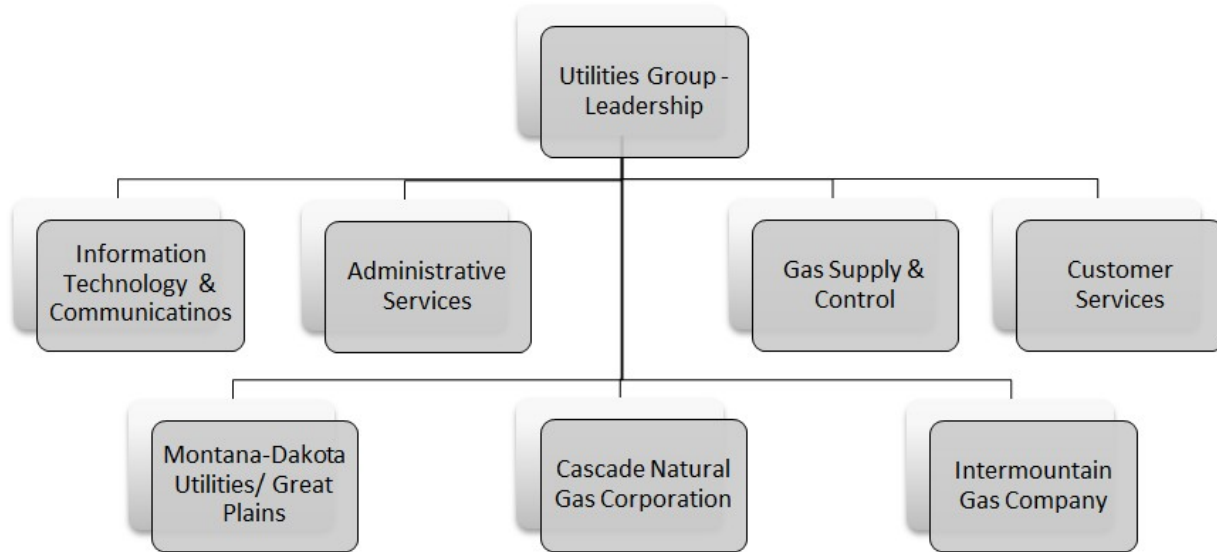 Utilities Group -
Leadership
Information
Technology &
Communicatinos
Administrative
Services
Gas Supply &
Control
Customer
Services
Montana-Dakota
Utilities/ Great
Plains
Cascade Natural
Gas Corporation
Intermountain
Gas Company